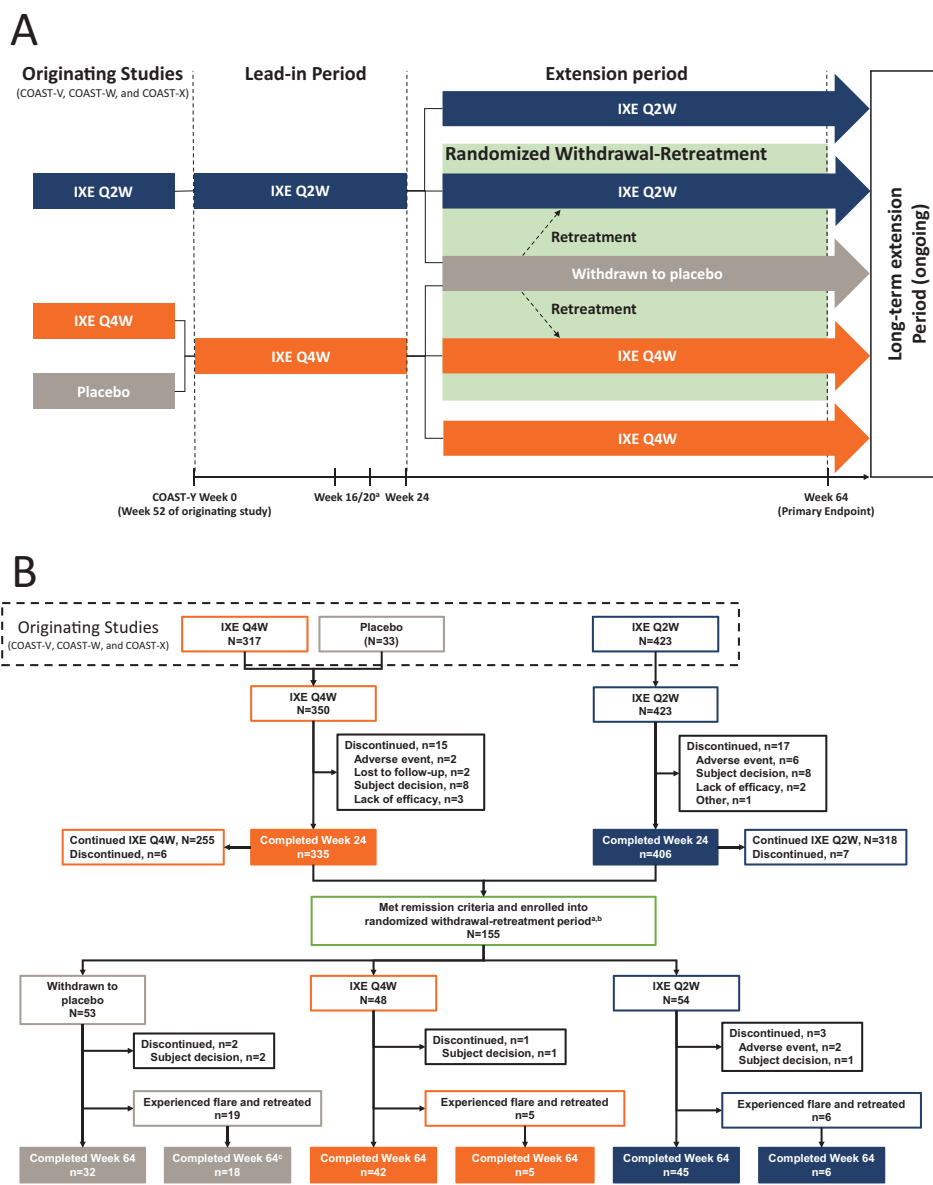 A
Originating Studies
(COAST-V, COAST-W, and COAST-X)
Lead-in Period
Extension period
IXE Q2W
Randomized Withdrawal-Retreatment
IXE Q2W
IXE Q2W
IXE Q2W
Retreatment
Withdrawn to placebo
Retreatment
IXE Q4W
IXE Q4W
IXE Q4W
Placebo
IXE Q4W
Long-term extension
Period (ongoing)
COAST-Y Week 0
(Week 52 of originating study)
Week 16/20ᵃ
Week 24
Week 64
(Primary Endpoint)
B
Originating Studies
(COAST-V, COAST-W, and COAST-X)
IXE Q4W
N=317
Placebo
(N=33)
IXE Q2W
N=423
IXE Q4W
N=350
IXE Q2W
N=423
Discontinued, n=15
Adverse event, n=2
Lost to follow-up, n=2
Subject decision, n=8
Lack of efficacy, n=3
Discontinued, n=17
Adverse event, n=6
Subject decision, n=8
Lack of efficacy, n=2
Other, n=1
Continued IXE Q4W, N=255
Discontinued, n=6
Completed Week 24
n=335
Completed Week 24
n=406
Continued IXE Q2W, N=318
Discontinued, n=7
Met remission criteria and enrolled into
randomized withdrawal-retreatment periodᵃ,ᵇ
N=155
Withdrawn to
placebo
N=53
IXE Q4W
N=48
IXE Q2W
N=54
Discontinued, n=2
Subject decision, n=2
Discontinued, n=1
Subject decision, n=1
Discontinued, n=3
Adverse event, n=2
Subject decision, n=1
Experienced flare and retreated
n=19
Experienced flare and retreated
n=5
Experienced flare and retreated
n=6
Completed Week 64
n=32
Completed Week 64ᶜ
n=18
Completed Week 64
n=42
Completed Week 64
n=5
Completed Week 64
n=45
Completed Week 64
n=6